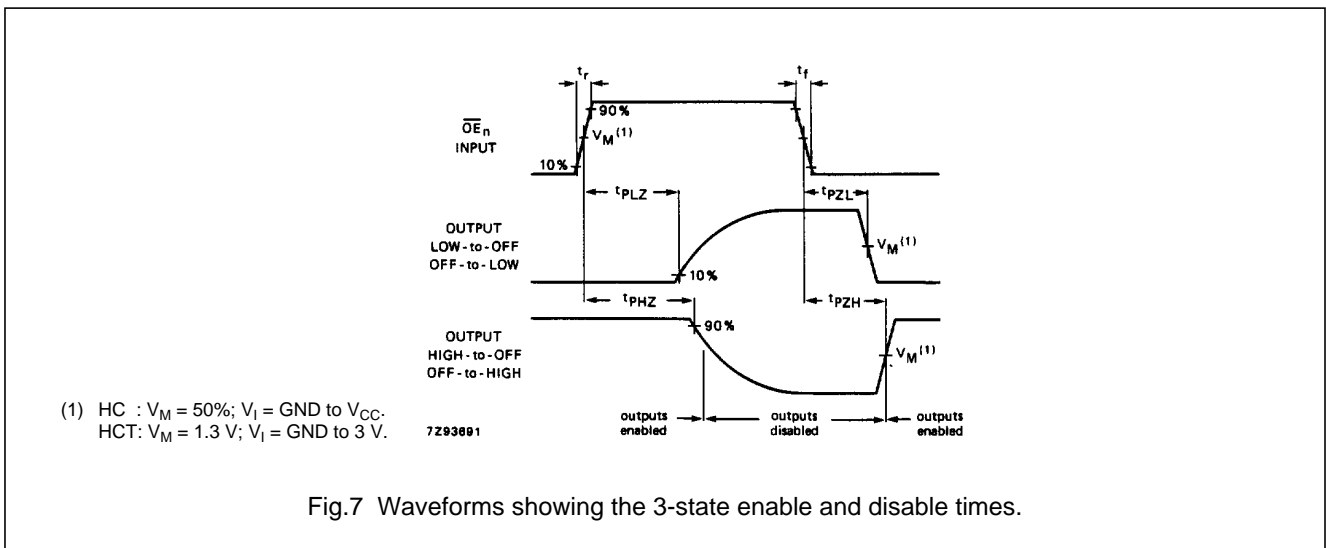 tr
tf
90%
OEn
INPUT
VM(1)
10%
tPLZ
tPZL
OUTPUT
LOW-to-OFF
OFF-to-LOW
VM(1)
10%
tPHZ
tPZH
90%
OUTPUT
HIGH-to-OFF
OFF-to-HIGH
VM(1)
(1) HC : VM = 50%; VI = GND to VCC.
HCT: VM = 1.3 V; VI = GND to 3 V.
7Z93691
outputs
enabled
outputs
disabled
outputs
enabled
Fig.7 Waveforms showing the 3-state enable and disable times.